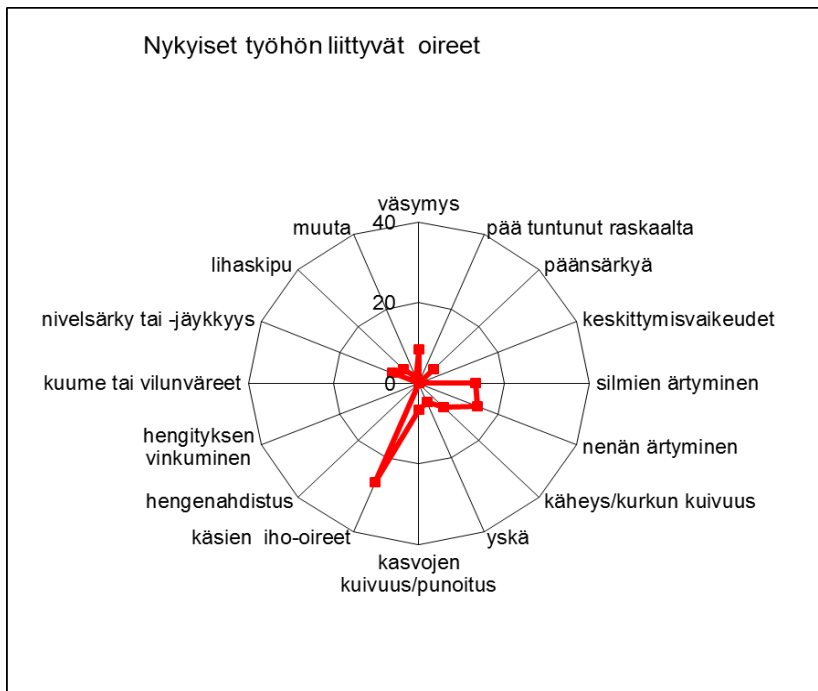 Nykyiset työhön liittyvät oireet
väsymys
40
20
0
pää tuntunut raskaalta
päänsärkyä
keskittymisvaikeudet
silmien ärtyminen
nenän ärtyminen
käheys/kurkun kuivuus
yskä
kasvojen
kuivuus/punoitus
käsien iho-oireet
hengenahdistus
hengityksen
vinkuminen
kuume tai vilunväreet
nivelsärky tai -jäykkyys
lihaskipu
muuta